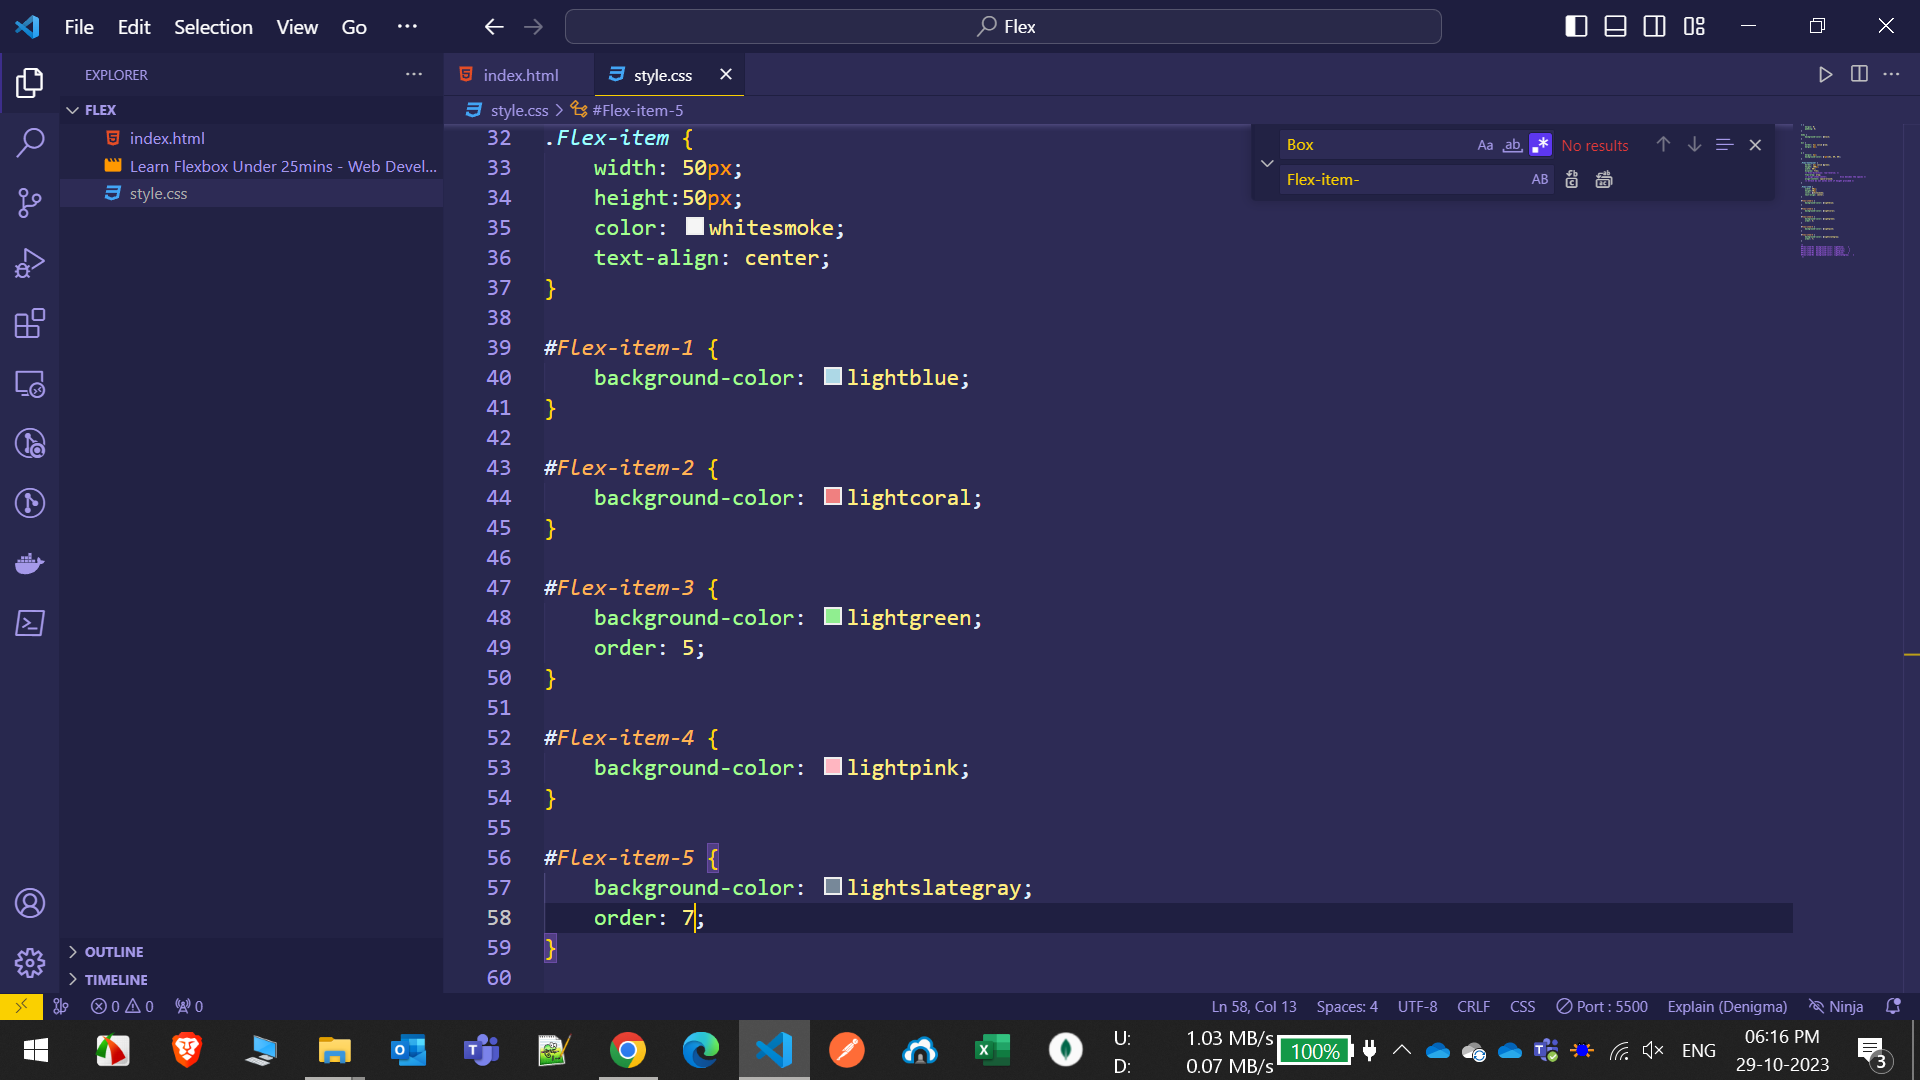 File Edit Selection View Go ···
Flex
EXPLORER
FLEX
index.html
Learn Flexbox Under 25mins - Web Devel...
style.css
OUTLINE
TIMELINE
index.html
style.css
style.css > #Flex-item-5
Box
Aa
ab
No results
Flex-item-
AB
32 .Flex-item {
33 width: 50px;
34 height:50px;
35 color: whitesmoke;
36 text-align: center;
37 }
38
39 #Flex-item-1 {
40 background-color: lightblue;
41 }
42
43 #Flex-item-2 {
44 background-color: lightcoral;
45 }
46
47 #Flex-item-3 {
48 background-color: lightgreen;
49 order: 5;
50 }
51
52 #Flex-item-4 {
53 background-color: lightpink;
54 }
55
56 #Flex-item-5 {
57 background-color: lightslategray;
58 order: 7;
59 }
60
0 0 0
Ln 58, Col 13 Spaces: 4 UTF-8 CRLF CSS Port : 5500 Explain (Denigma) Ninja
U: 1.03 MB/s
D: 0.07 MB/s
100%
ENG
06:16 PM
29-10-2023
3